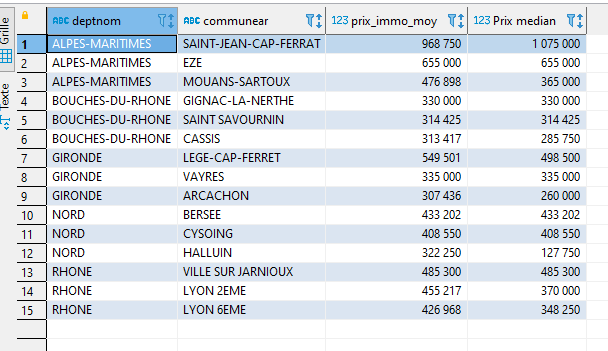 Grille
Texte
ABC deptnom ABC communear 123 prix_immo_moy 123 Prix median
1 ALPES-MARITIMES SAINT-JEAN-CAP-FERRAT 968 750 1 075 000
2 ALPES-MARITIMES EZE 655 000 655 000
3 ALPES-MARITIMES MOUANS-SARTOUX 476 898 365 000
4 BOUCHES-DU-RHONE GIGNAC-LA-NERTHE 330 000 330 000
5 BOUCHES-DU-RHONE SAINT SAVOURNIN 314 425 314 425
6 BOUCHES-DU-RHONE CASSIS 313 417 285 750
7 GIRONDE LEGE-CAP-FERRET 549 501 498 500
8 GIRONDE VAYRES 335 000 335 000
9 GIRONDE ARCACHON 307 436 260 000
10 NORD BERSEE 433 202 433 202
11 NORD CYSOING 408 550 408 550
12 NORD HALLUIN 322 250 127 750
13 RHONE VILLE SUR JARNIOUX 485 300 485 300
14 RHONE LYON 2EME 455 217 370 000
15 RHONE LYON 6EME 426 968 348 250